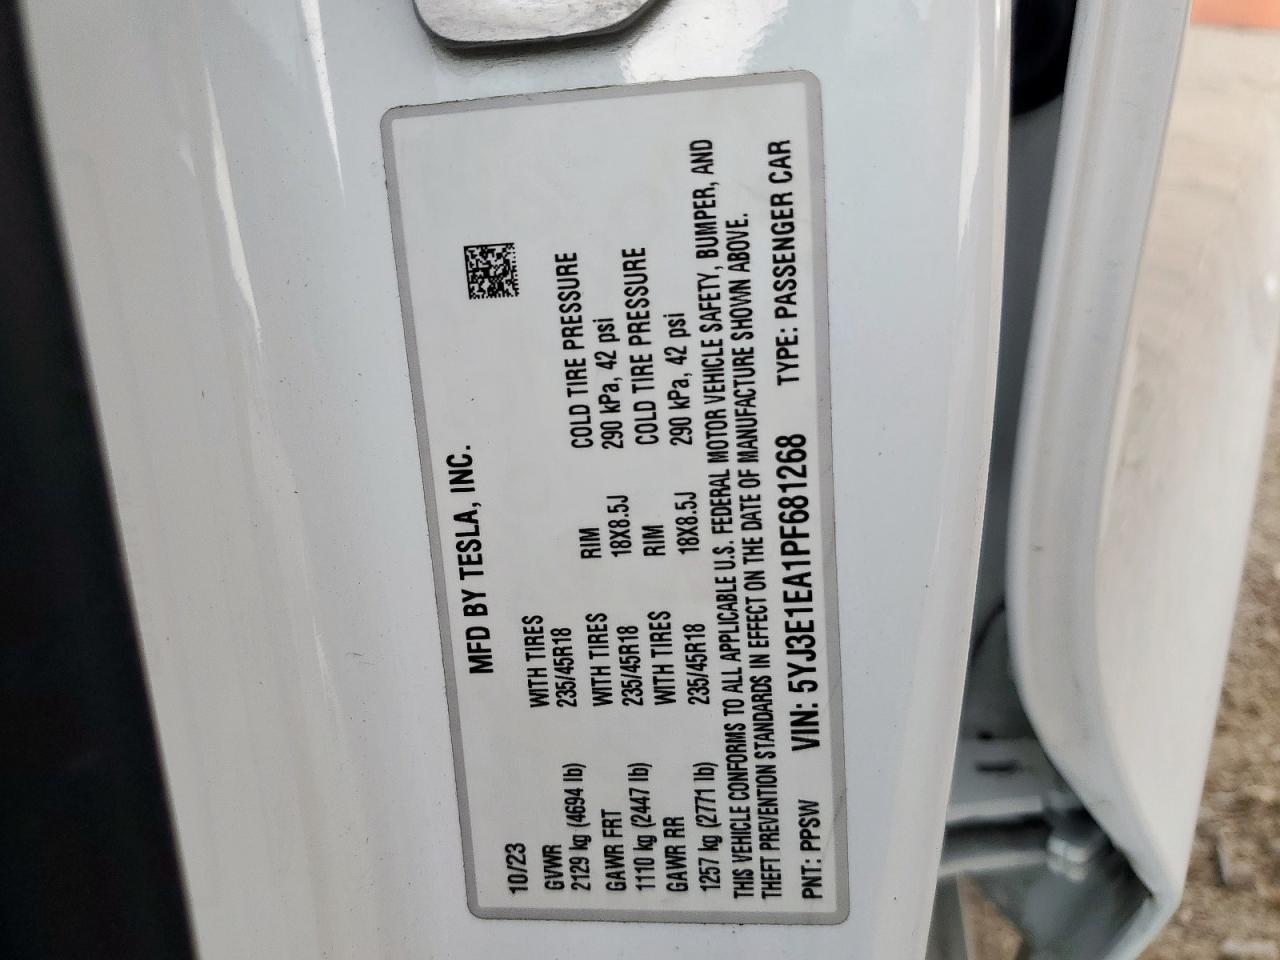 MFD BY TESLA, INC.
10/23
GVWR WITH TIRES RIM COLD TIRE PRESSURE
2129 kg (4694 lb) 235/45R18 18X8.5J 290 kPa, 42 psi
GAWR FRT WITH TIRES RIM COLD TIRE PRESSURE
1110 kg (2447 lb) 235/45R18 18X8.5J 290 kPa, 42 psi
GAWR RR WITH TIRES
1257 kg (2771 lb) 235/45R18
THIS VEHICLE CONFORMS TO ALL APPLICABLE U.S. FEDERAL MOTOR VEHICLE SAFETY, BUMPER, AND
THEFT PREVENTION STANDARDS IN EFFECT ON THE DATE OF MANUFACTURE SHOWN ABOVE.
PNT: PPSW VIN: 5YJ3E1EA1PF681268 TYPE: PASSENGER CAR